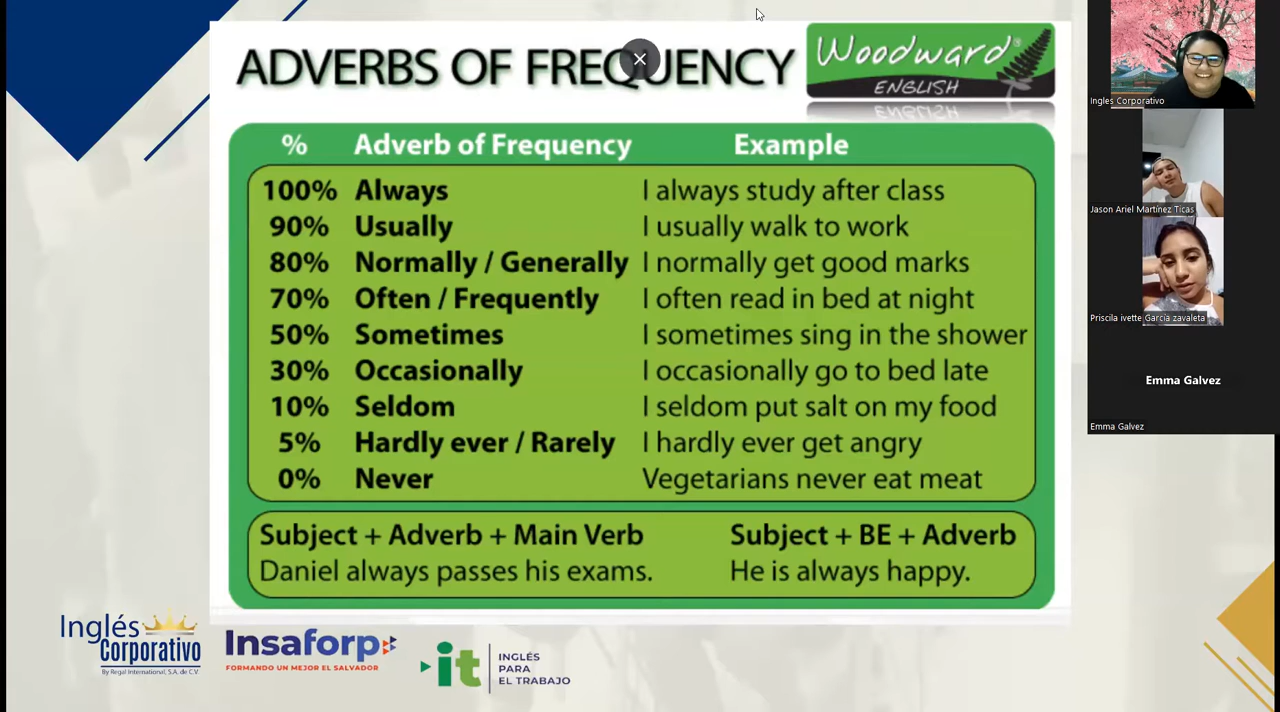 ADVERBS OF FREQUENCY
Woodward®
ENGLISH
% Adverb of Frequency Example
100% Always I always study after class
90% Usually I usually walk to work
80% Normally / Generally I normally get good marks
70% Often / Frequently I often read in bed at night
50% Sometimes I sometimes sing in the shower
30% Occasionally I occasionally go to bed late
10% Seldom I seldom put salt on my food
5% Hardly ever / Rarely I hardly ever get angry
0% Never Vegetarians never eat meat
Subject + Adverb + Main Verb Subject + BE + Adverb
Daniel always passes his exams. He is always happy.
Inglés
Corporativo
By Regal International, S.A. de C.V.
Insaforp
FORMANDO UN MEJOR EL SALVADOR
it
INGLÉS
PARA
EL TRABAJO
Ingles Corporativo
Jason Ariel Martínez Ticas
Priscila ivette García zavaleta
Emma Galvez
Emma Galvez